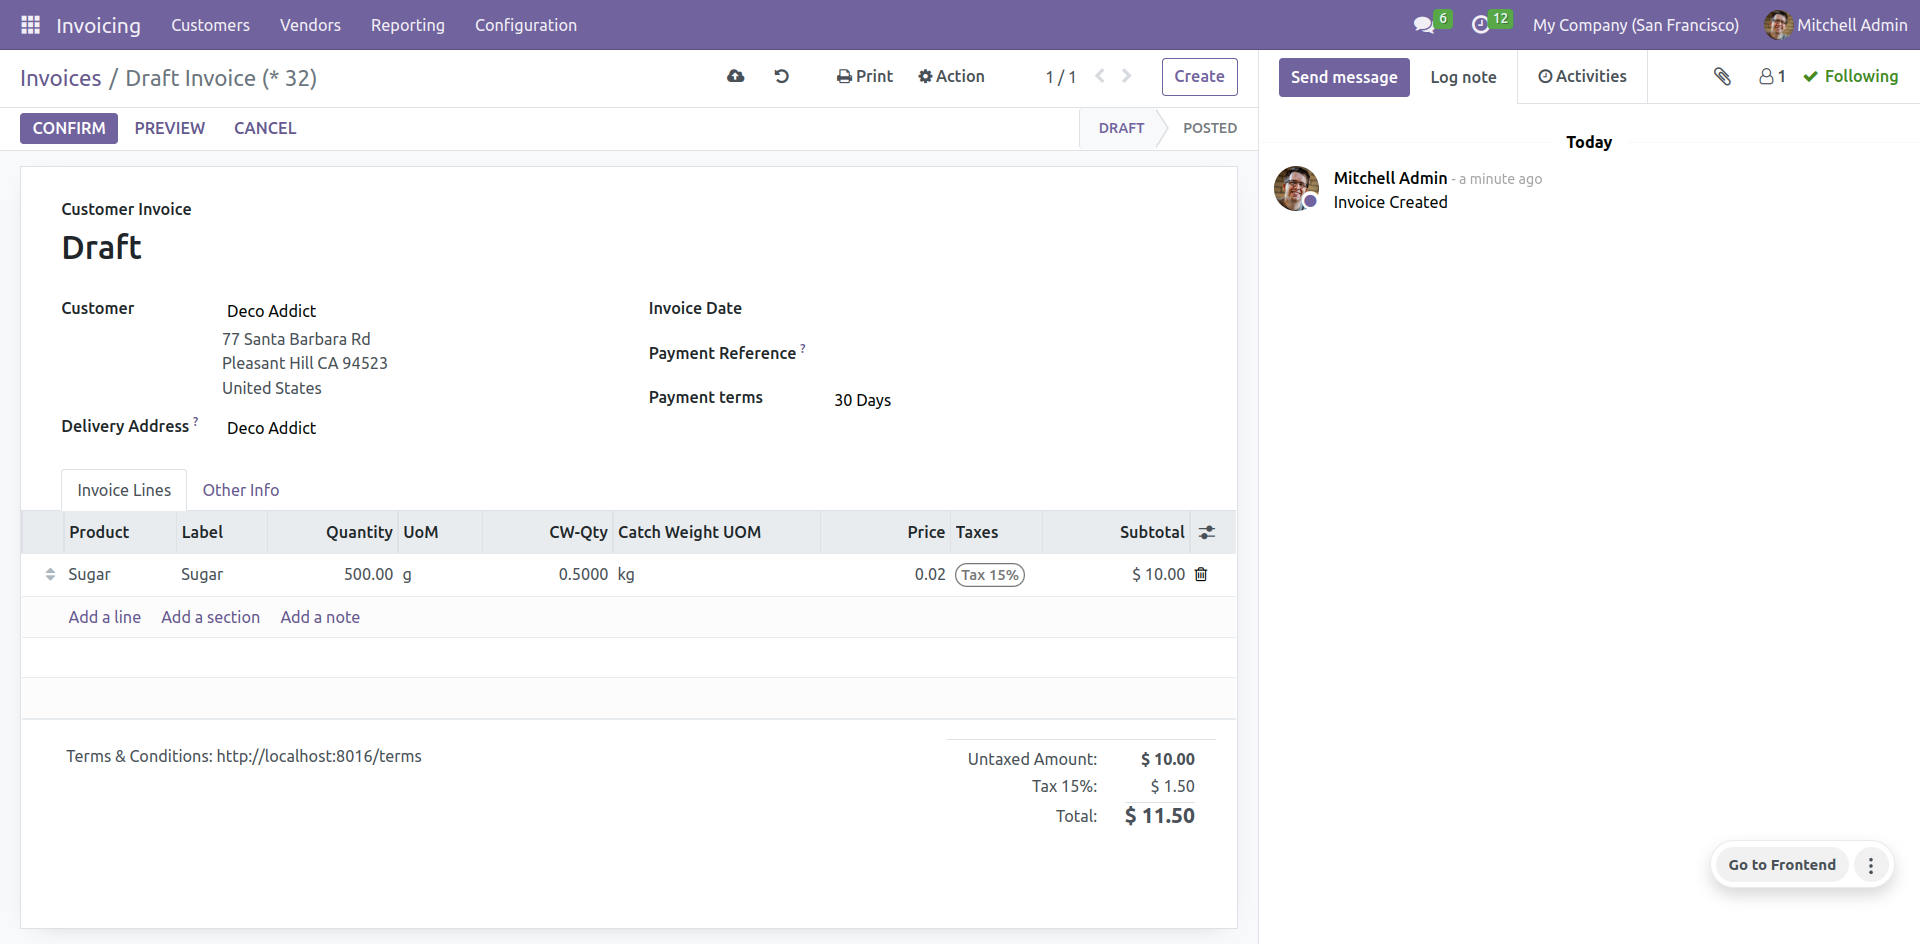 Invoicing Customers Vendors Reporting Configuration 6 12 My Company (San Francisco) Mitchell Admin
Invoices / Draft Invoice (* 32) Print Action 1 / 1 Create
Send message Log note Activities 1 Following
CONFIRM PREVIEW CANCEL DRAFT POSTED
Today
Mitchell Admin - a minute ago
Invoice Created
Customer Invoice
Draft
Customer Deco Addict
77 Santa Barbara Rd
Pleasant Hill CA 94523
United States
Delivery Address ? Deco Addict
Invoice Date
Payment Reference ?
Payment terms 30 Days
Invoice Lines Other Info
Product Label Quantity UoM CW-Qty Catch Weight UOM Price Taxes Subtotal
Sugar Sugar 500.00 g 0.5000 kg 0.02 Tax 15% $ 10.00
Add a line Add a section Add a note
Terms & Conditions: http://localhost:8016/terms
Untaxed Amount: $ 10.00
Tax 15%: $ 1.50
Total: $ 11.50
Go to Frontend